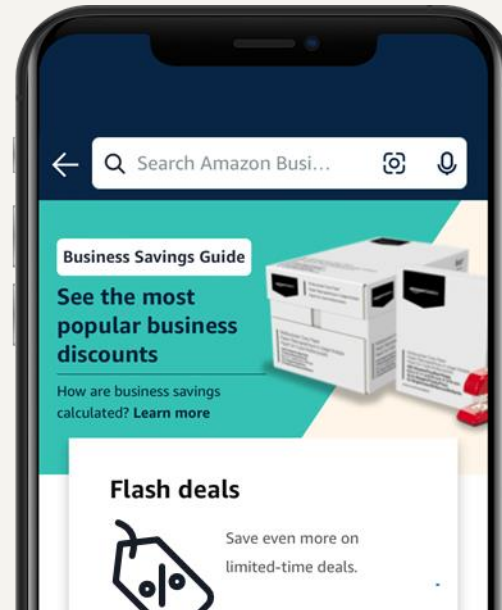 Search Amazon Busi...
Business Savings Guide
See the most
popular business
discounts
How are business savings
calculated? Learn more
Flash deals
Save even more on
limited-time deals.